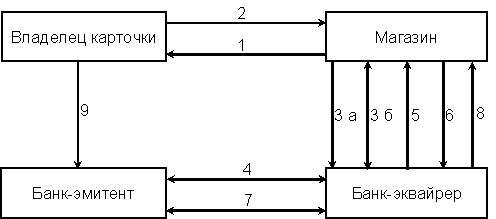 2
Владелец карточки
Магазин
1
9
3 а
3 б
5
6
8
4
Банк-эмитент
Банк-эквайрер
7